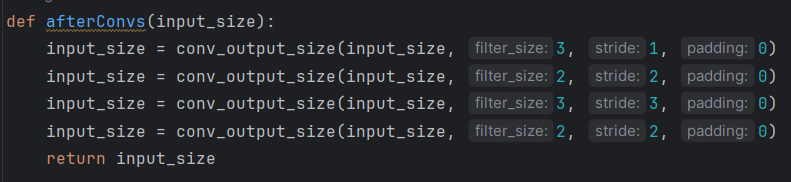 def afterConvs(input_size):
    input_size = conv_output_size(input_size, filter_size: 3, stride: 1, padding: 0)
    input_size = conv_output_size(input_size, filter_size: 2, stride: 2, padding: 0)
    input_size = conv_output_size(input_size, filter_size: 3, stride: 3, padding: 0)
    input_size = conv_output_size(input_size, filter_size: 2, stride: 2, padding: 0)
    return input_size